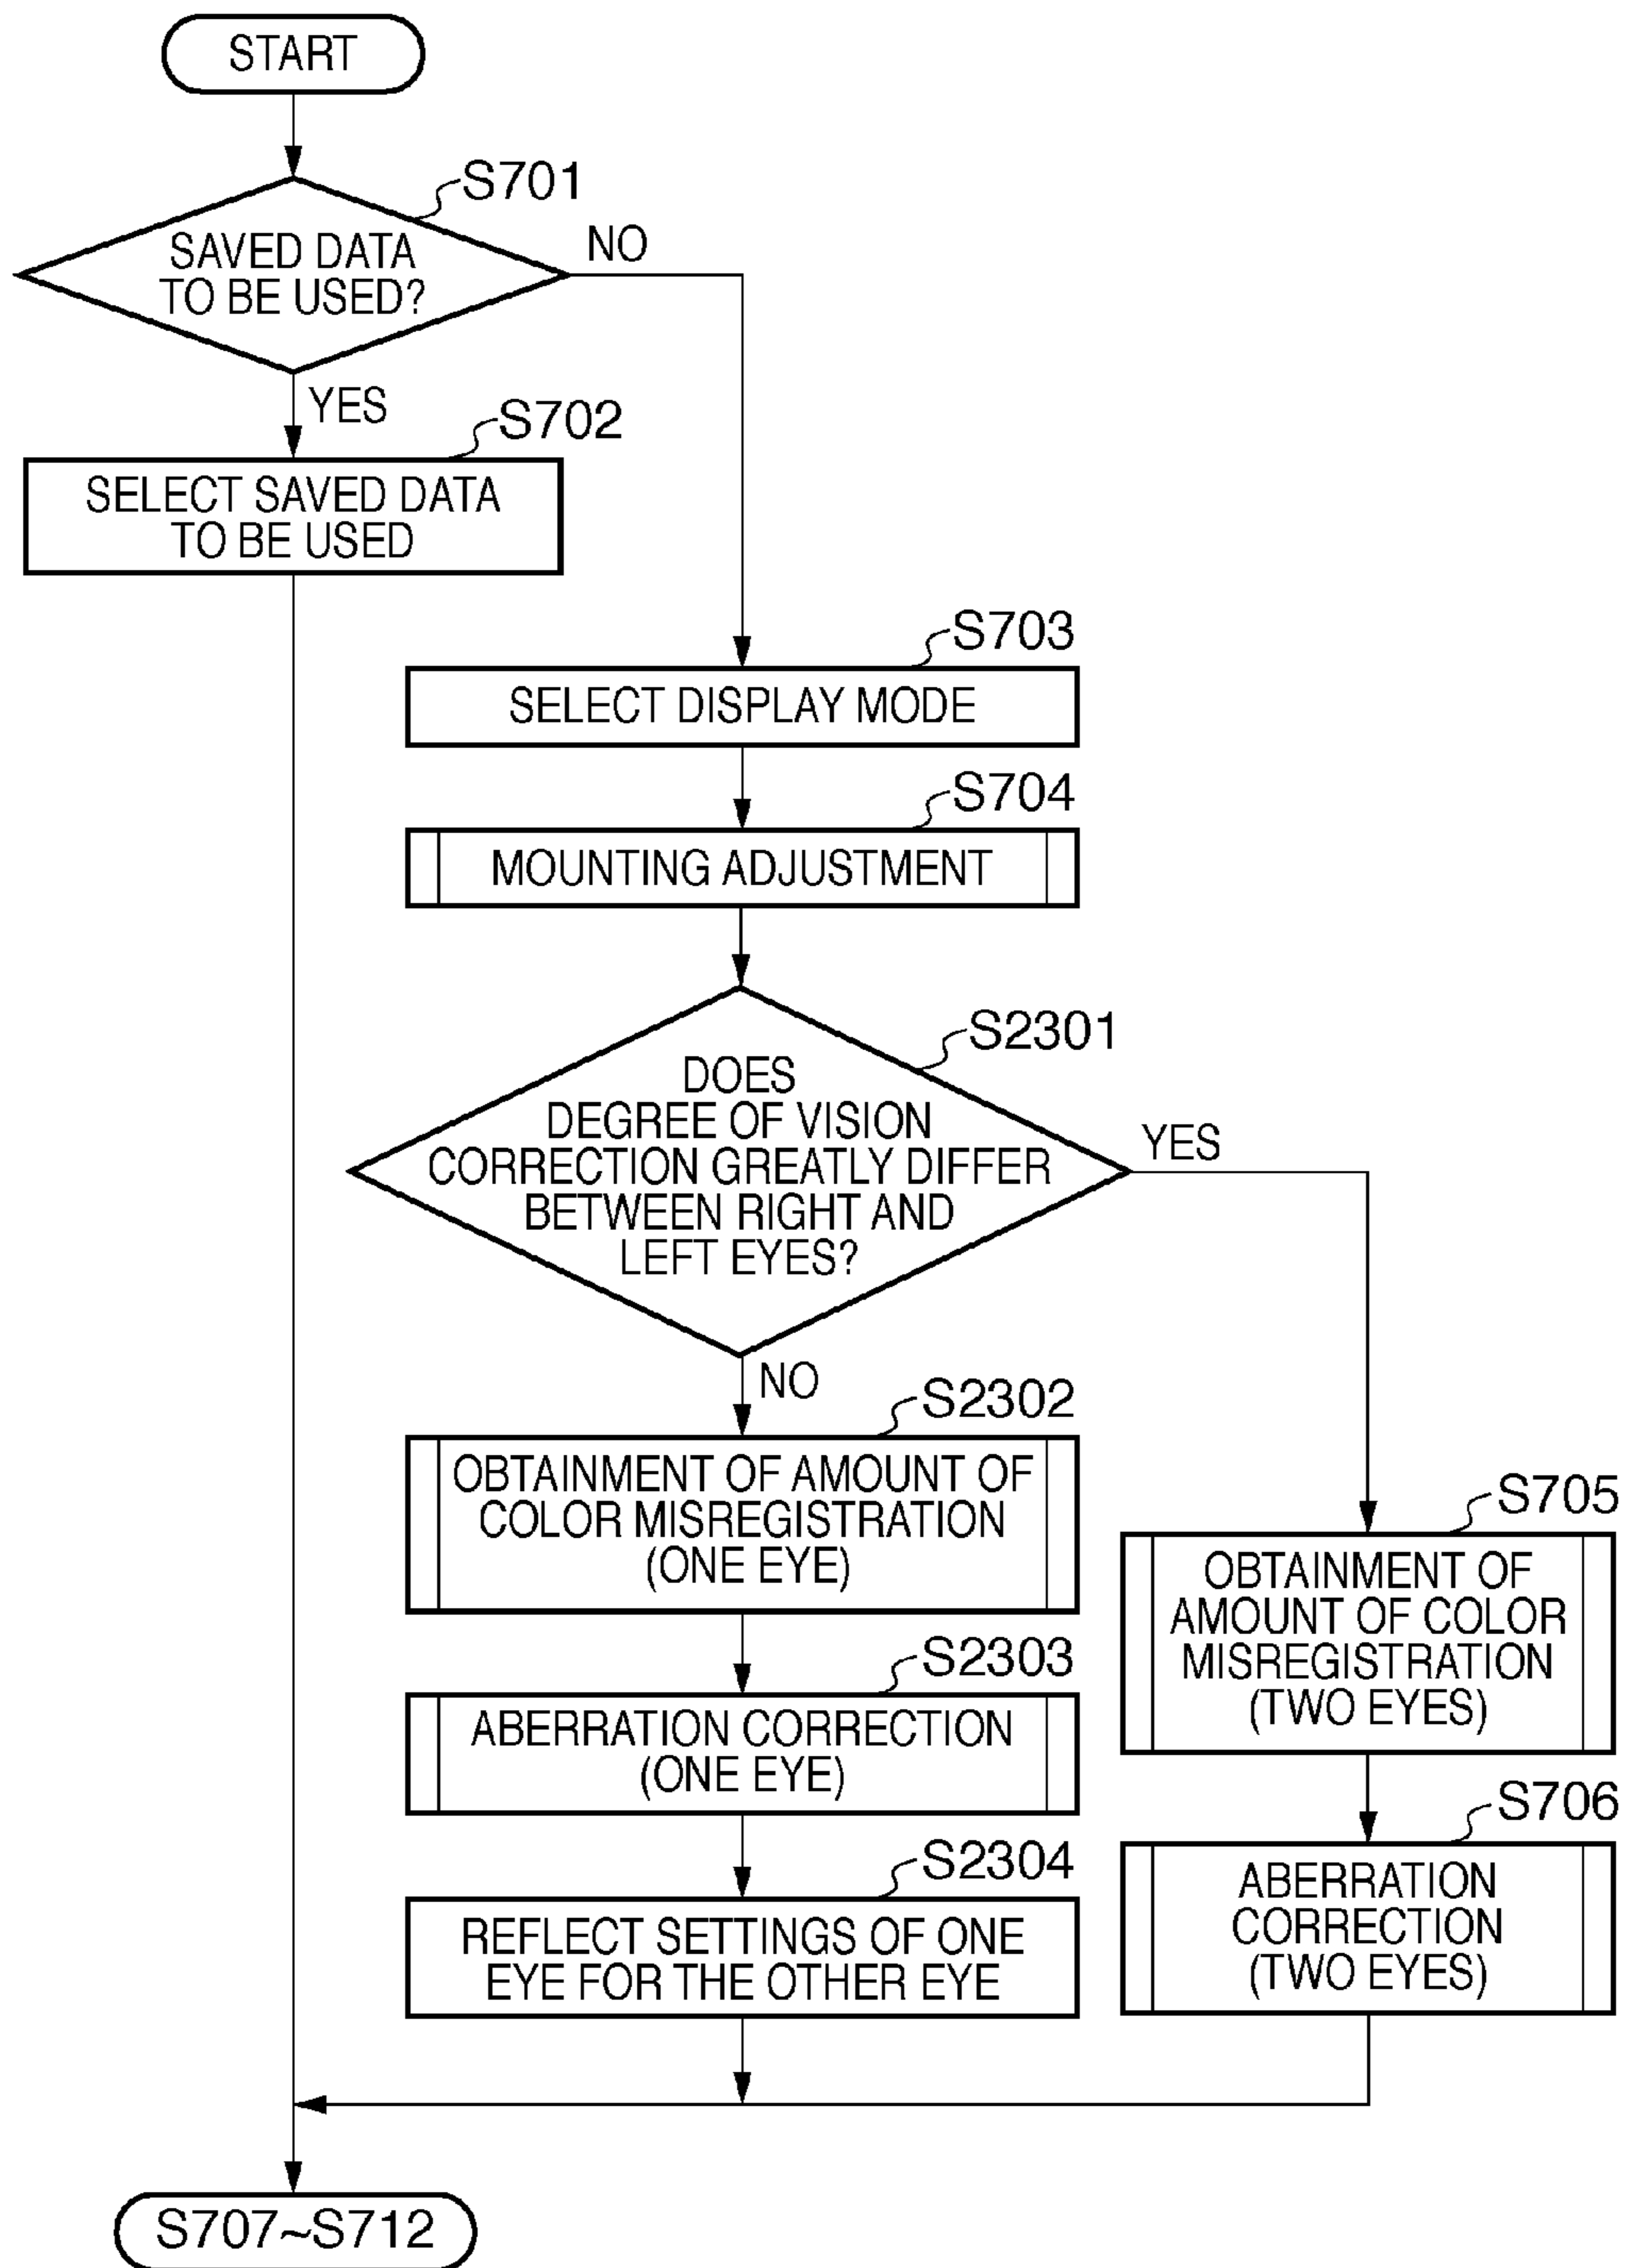 START
S701
SAVED DATA
TO BE USED?
NO
YES
S702
SELECT SAVED DATA
TO BE USED
S703
SELECT DISPLAY MODE
S704
MOUNTING ADJUSTMENT
S2301
DOES
DEGREE OF VISION
CORRECTION GREATLY DIFFER
BETWEEN RIGHT AND
LEFT EYES?
YES
NO
S2302
OBTAINMENT OF AMOUNT OF
COLOR MISREGISTRATION
(ONE EYE)
S2303
ABERRATION CORRECTION
(ONE EYE)
S2304
REFLECT SETTINGS OF ONE
EYE FOR THE OTHER EYE
S705
OBTAINMENT OF
AMOUNT OF COLOR
MISREGISTRATION
(TWO EYES)
S706
ABERRATION
CORRECTION
(TWO EYES)
S707~S712